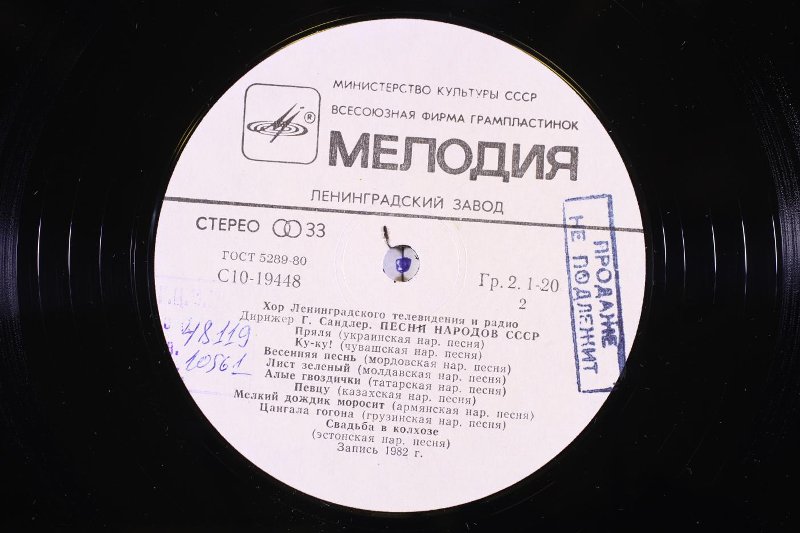 МИНИСТЕРСТВО КУЛЬТУРЫ СССР
ВСЕСОЮЗНАЯ ФИРМА ГРАМПЛАСТИНОК
®
МЕЛОДИЯ
ЛЕНИНГРАДСКИЙ ЗАВОД
СТЕРЕО 33
ГОСТ 5289-80
С10-19448
Гр. 2. 1-20
2
Хор Ленинградского телевидения и радио
Дирижер Г. Сандлер. ПЕСНИ НАРОДОВ СССР
Пряля (украинская нар. песня)
Ку-ку! (чувашская нар. песня)
Весенняя песнь (мордовская нар. песня)
Лист зеленый (молдавская нар. песня)
Алые гвоздички (татарская нар. песня)
Певцу (казахская нар. песня)
Мелкий дождик моросит (армянская нар. песня)
Цангала гогона (грузинская нар. песня)
Свадьба в колхозе
(эстонская нар. песня)
Запись 1982 г.
48119
10561
ПРОДАЖЕ
НЕ ПОДЛЕЖИТ